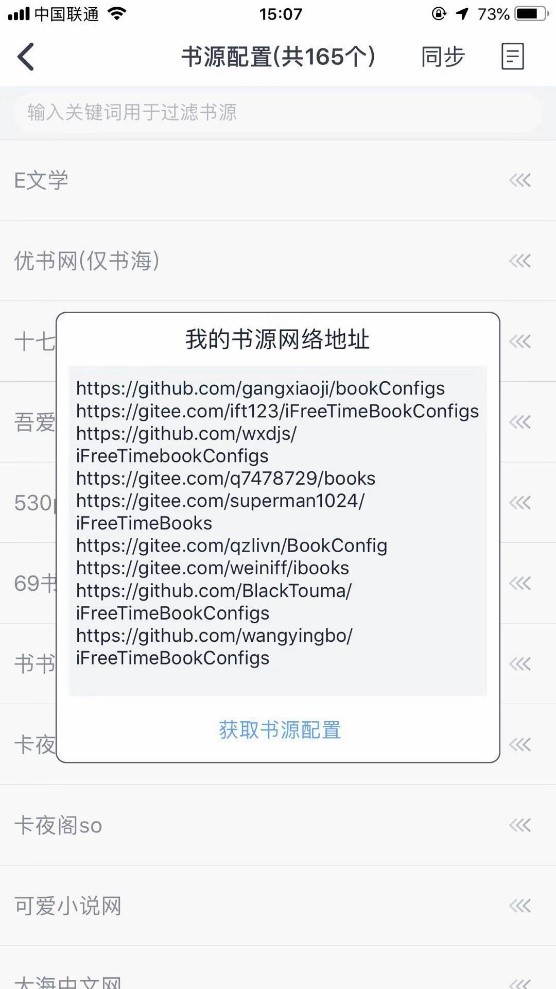 中国联通
15:07
73%
书源配置(共165个)
同步
输入关键词用于过滤书源
E文学
优书网(仅书海)
十七
我的书源网络地址
https://github.com/gangxiaoji/bookConfigs
https://gitee.com/ift123/iFreeTimeBookConfigs
https://github.com/wxdjs/
iFreeTimebookConfigs
https://gitee.com/q7478729/books
https://gitee.com/superman1024/
iFreeTimeBooks
https://gitee.com/qzlivn/BookConfig
https://gitee.com/weiniff/ibooks
https://github.com/BlackTouma/
iFreeTimeBookConfigs
https://github.com/wangyingbo/
iFreeTimeBookConfigs
获取书源配置
吾爱
530
69书
书书
卡夜
卡夜阁so
可爱小说网
大海中文网